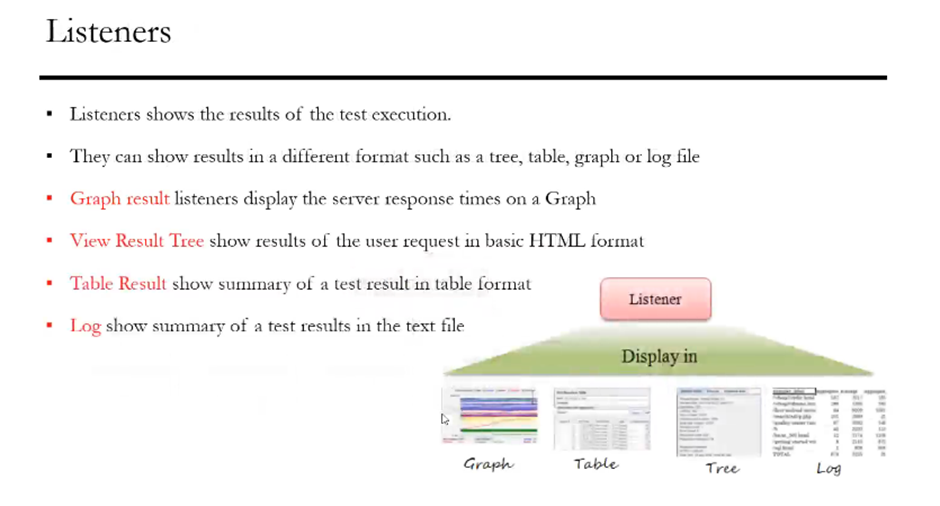 Listeners
▪ Listeners shows the results of the test execution.
▪ They can show results in a different format such as a tree, table, graph or log file
▪ Graph result listeners display the server response times on a Graph
▪ View Result Tree show results of the user request in basic HTML format
▪ Table Result show summary of a test result in table format
▪ Log show summary of a test results in the text file
Listener
Display in
Graph
Table
Tree
Log